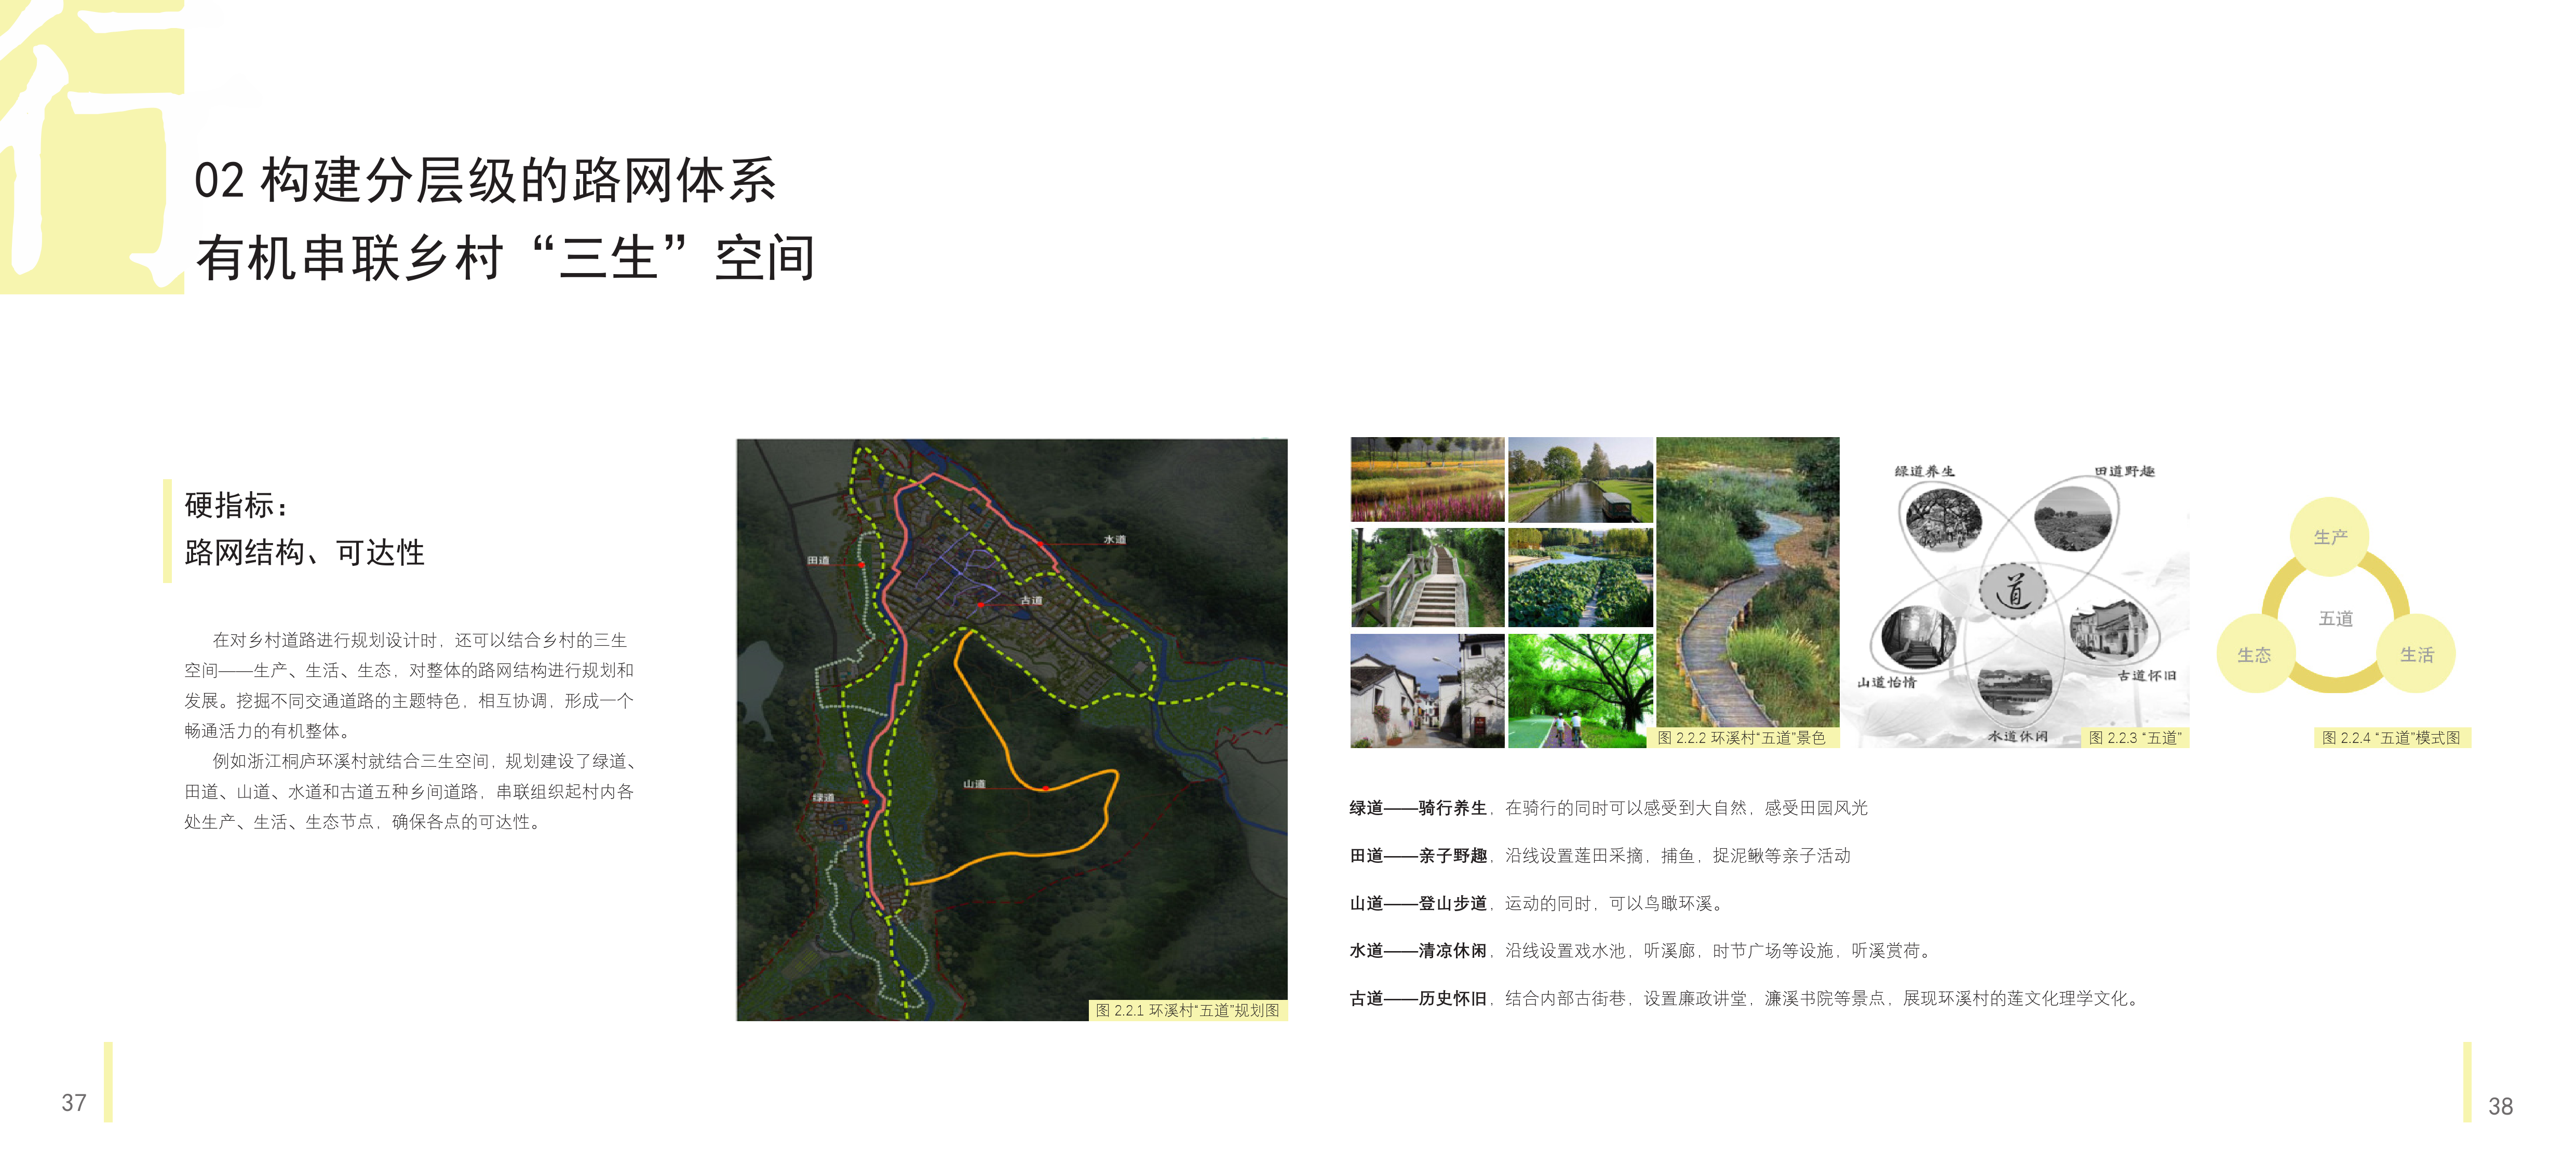 行
02 构建分层级的路网体系
有机串联乡村“三生”空间
硬指标：
路网结构、可达性
在对乡村道路进行规划设计时，还可以结合乡村的三生
空间——生产、生活、生态，对整体的路网结构进行规划和
发展。挖掘不同交通道路的主题特色，相互协调，形成一个
畅通活力的有机整体。
例如浙江桐庐环溪村就结合三生空间，规划建设了绿道、
田道、山道、水道和古道五种乡间道路，串联组织起村内各
处生产、生活、生态节点，确保各点的可达性。
水道
田道
古道
山道
绿道
图 2.2.1 环溪村“五道”规划图
图 2.2.2 环溪村“五道”景色
绿道养生
田道野趣
道
山道怡情
古道怀旧
水道休闲
图 2.2.3 “五道”
生产
五道
生态
生活
图 2.2.4 “五道”模式图
绿道——骑行养生，在骑行的同时可以感受到大自然，感受田园风光
田道——亲子野趣，沿线设置莲田采摘，捕鱼，捉泥鳅等亲子活动
山道——登山步道，运动的同时，可以鸟瞰环溪。
水道——清凉休闲，沿线设置戏水池，听溪廊，时节广场等设施，听溪赏荷。
古道——历史怀旧，结合内部古街巷，设置廉政讲堂，濂溪书院等景点，展现环溪村的莲文化理学文化。
37
38